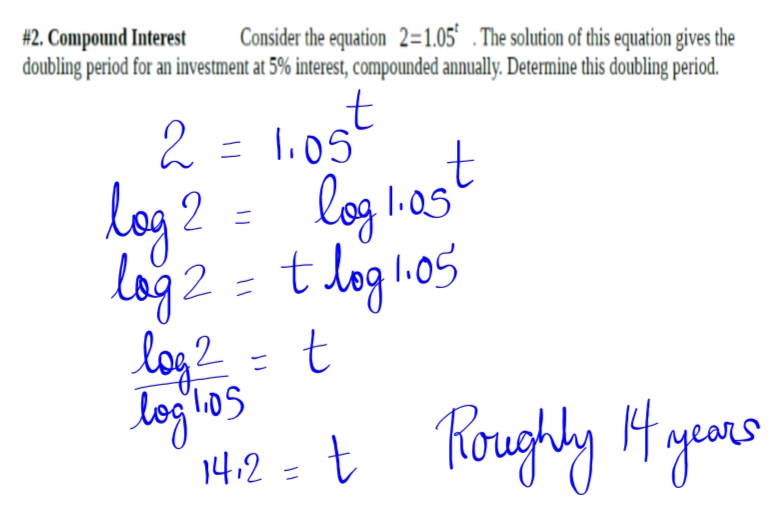 #2. Compound Interest Consider the equation 2=1.05^t . The solution of this equation gives the
doubling period for an investment at 5% interest, compounded annually. Determine this doubling period.
2 = 1.05^t
log 2 = log 1.05^t
log 2 = t log 1.05
log 2 / log 1.05 = t
14.2 = t Roughly 14 years